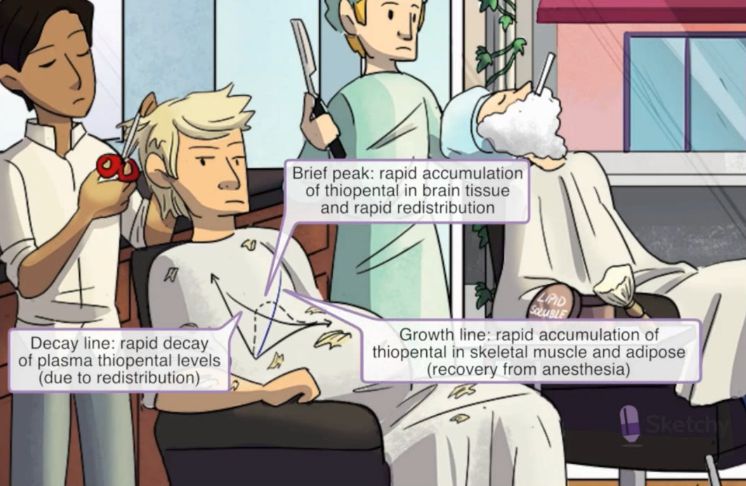 Brief peak: rapid accumulation
of thiopental in brain tissue
and rapid redistribution
LIPID
SOLUBLE
Decay line: rapid decay
of plasma thiopental levels
(due to redistribution)
Growth line: rapid accumulation of
thiopental in skeletal muscle and adipose
(recovery from anesthesia)
Sketchy